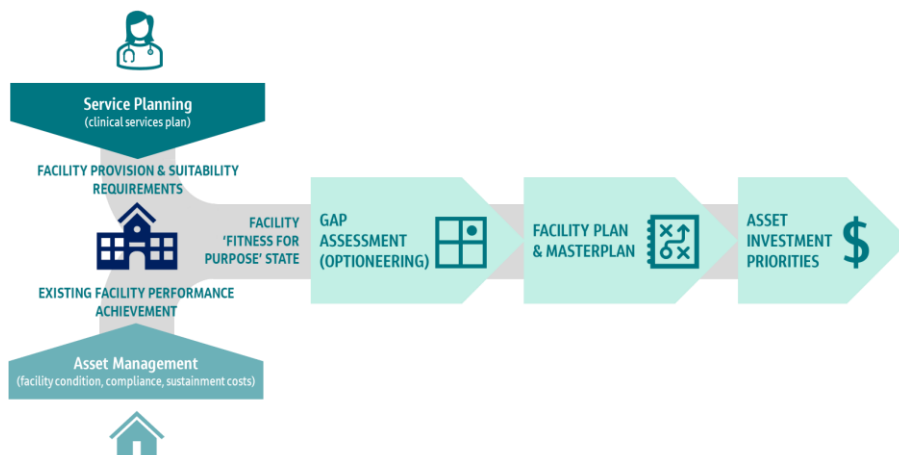 Service Planning
(clinical services plan)
FACILITY PROVISION & SUITABILITY
REQUIREMENTS
FACILITY
'FITNESS FOR
PURPOSE' STATE
GAP
ASSESSMENT
(OPTIONEERING)
FACILITY PLAN
& MASTERPLAN
ASSET
INVESTMENT
PRIORITIES
$
EXISTING FACILITY PERFORMANCE
ACHIEVEMENT
Asset Management
(facility condition, compliance, sustainment costs)